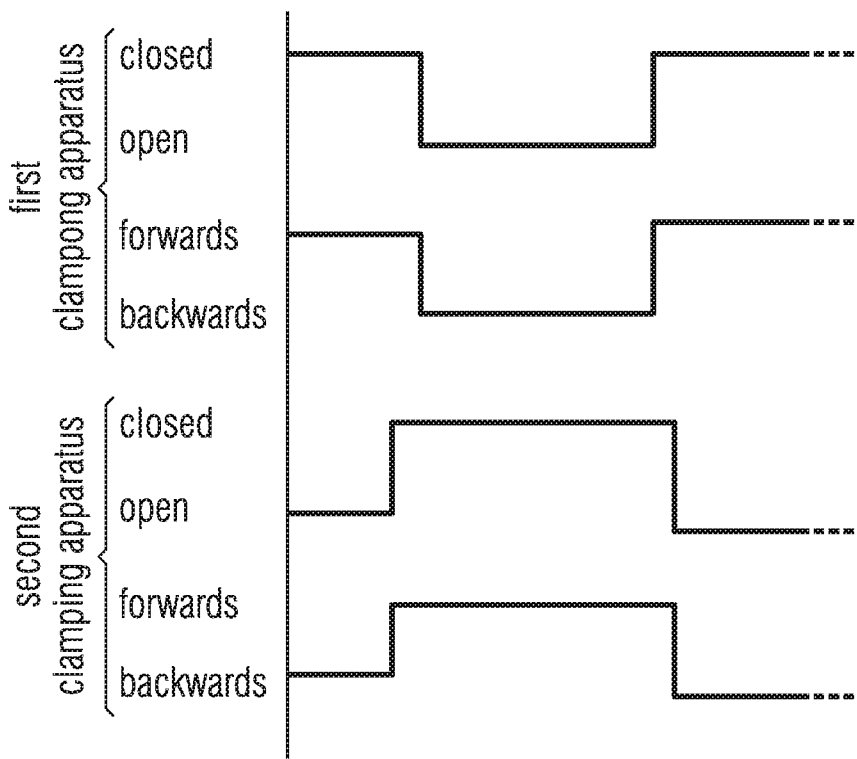 first
clampong apparatus
closed
open
forwards
backwards
second
clamping apparatus
closed
open
forwards
backwards